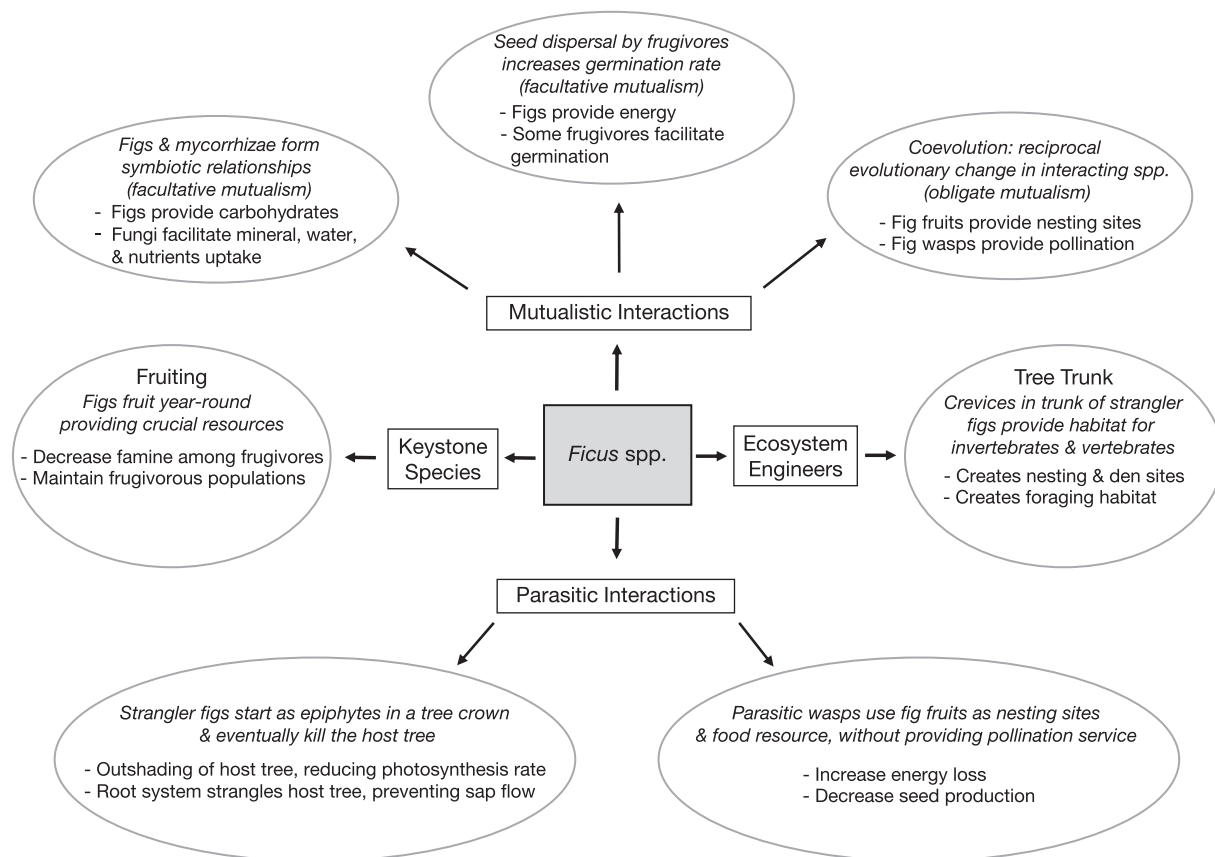 Seed dispersal by frugivores
increases germination rate
(facultative mutualism)
- Figs provide energy
- Some frugivores facilitate
germination
Figs & mycorrhizae form
symbiotic relationships
(facultative mutualism)
- Figs provide carbohydrates
- Fungi facilitate mineral, water,
& nutrients uptake
Coevolution: reciprocal
evolutionary change in interacting spp.
(obligate mutualism)
- Fig fruits provide nesting sites
- Fig wasps provide pollination
Mutualistic Interactions
Fruiting
Figs fruit year-round
providing crucial resources
- Decrease famine among frugivores
- Maintain frugivorous populations
Keystone
Species
Ficus spp.
Ecosystem
Engineers
Tree Trunk
Crevices in trunk of strangler
figs provide habitat for
invertebrates & vertebrates
- Creates nesting & den sites
- Creates foraging habitat
Parasitic Interactions
Strangler figs start as epiphytes in a tree crown
& eventually kill the host tree
- Outshading of host tree, reducing photosynthesis rate
- Root system strangles host tree, preventing sap flow
Parasitic wasps use fig fruits as nesting sites
& food resource, without providing pollination service
- Increase energy loss
- Decrease seed production